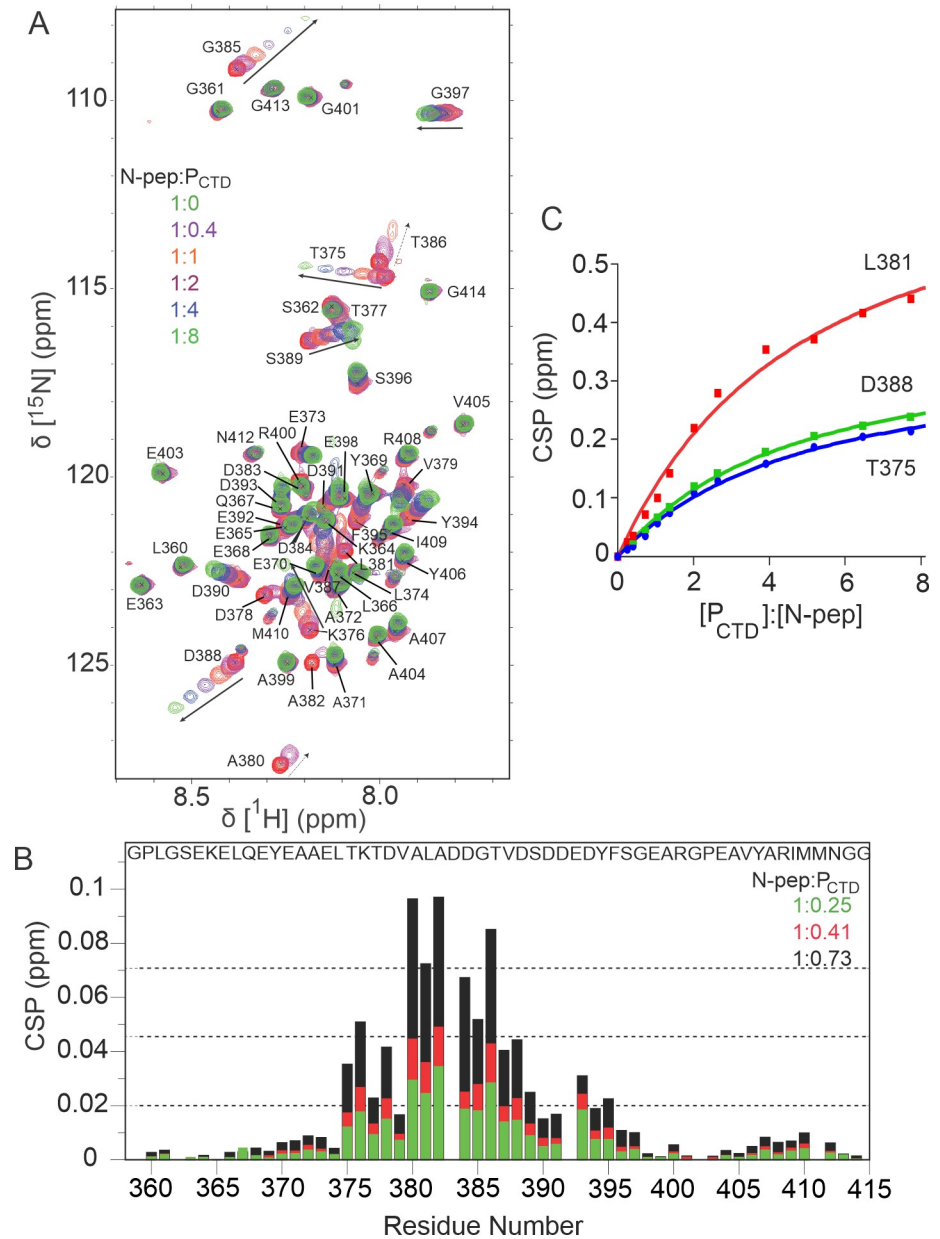 A
G385
G361
G413
G401
G397
110
N-pep:PCTD
1:0
1:0.4
1:1
1:2
1:4
1:8
T375
T386
115
S362
T377
G414
S389
S396
E373
V405
N412
R400
E398
R408
E403
D383
D391
Y369
V379
120
D393
Q367
E392
F395
Y394
E365
K364
I409
E368
D384
L381
L360
E370
V387
L374
Y406
D390
A372
L366
E363
D378
M410
K376
A407
D388
A404
125
A399
A382
A371
A380
8.5
8.0
δ [15N] (ppm)
δ [1H] (ppm)
C
0.5
L381
0.4
0.3
D388
0.2
T375
0.1
0
0 2 4 6 8
CSP (ppm)
[PCTD]:[N-pep]
B
GPLGSEKELQEYEAAELTKTDVALADDGTVDSDDEDYFSGEARGPEAVYARIMMNGG
N-pep:PCTD
1:0.25
1:0.41
1:0.73
0.1
0.08
0.06
0.04
0.02
0
CSP (ppm)
360 365 370 375 380 385 390 395 400 405 410 415
Residue Number